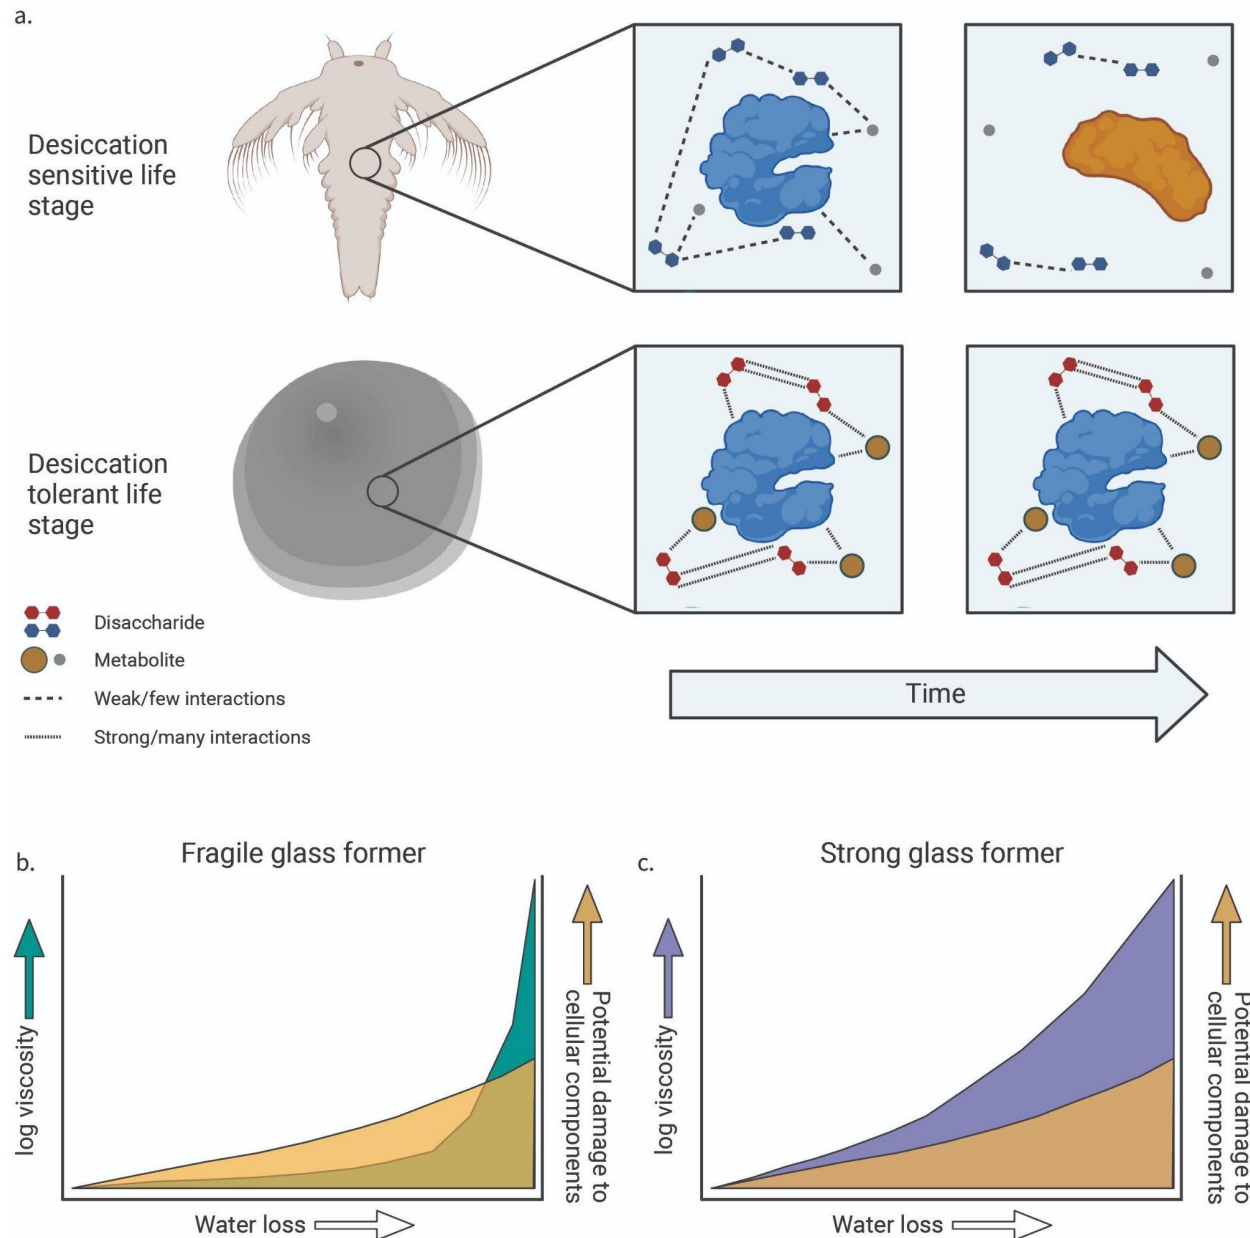 a.
Desiccation
sensitive life
stage
Desiccation
tolerant life
stage
Disaccharide
Metabolite
Weak/few interactions
Strong/many interactions
Time
b.
Fragile glass former
log viscosity
Potential damage to
cellular components
Water loss
c.
Strong glass former
log viscosity
Potential damage to
cellular components
Water loss